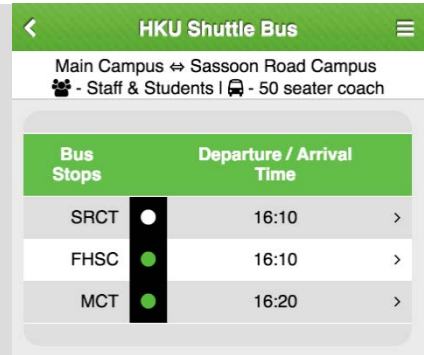 HKU Shuttle Bus
Main Campus ⇔ Sassoon Road Campus
- Staff & Students | - 50 seater coach
Bus Stops Departure / Arrival Time
SRCT 16:10
FHSC 16:10
MCT 16:20